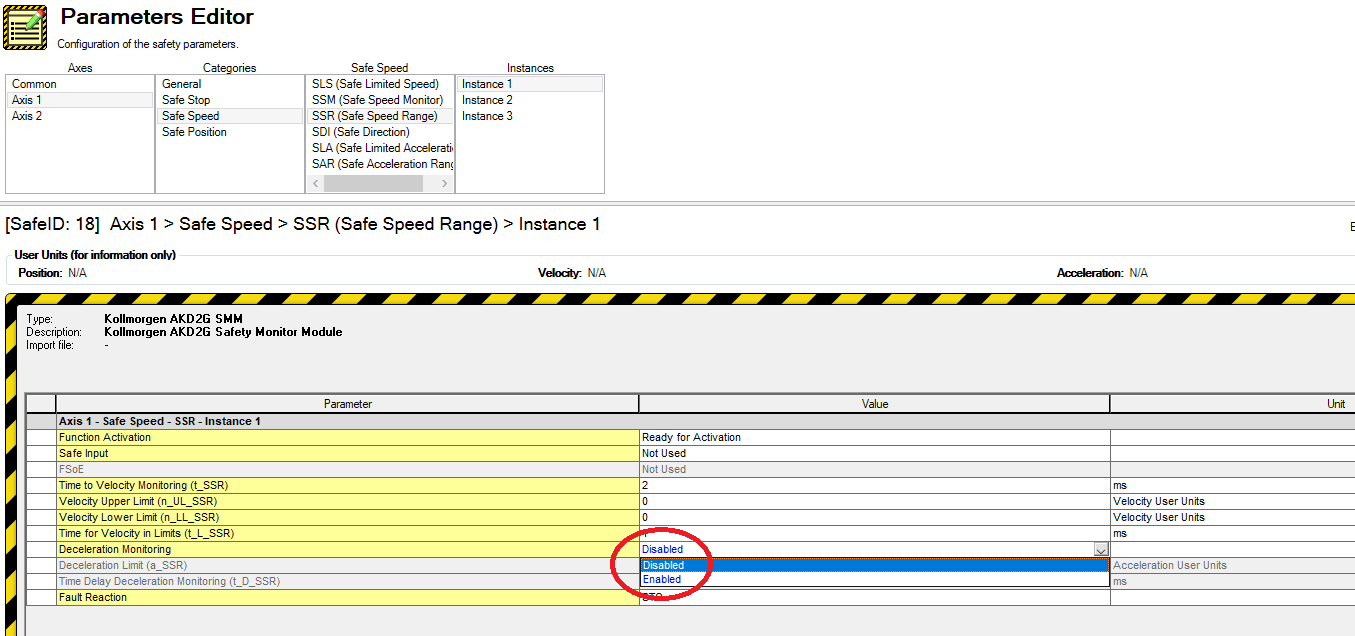 Parameters Editor
Configuration of the safety parameters.
Axes Categories Safe Speed Instances
Common General SLS (Safe Limited Speed) Instance 1
Axis 1 Safe Stop SSM (Safe Speed Monitor) Instance 2
Axis 2 Safe Speed SSR (Safe Speed Range) Instance 3
Safe Position SDI (Safe Direction)
SLA (Safe Limited Accelerati
SAR (Safe Acceleration Rang
[SafeID: 18] Axis 1 > Safe Speed > SSR (Safe Speed Range) > Instance 1
User Units (for information only)
Position: N/A Velocity: N/A Acceleration: N/A
Type: Kollmorgen AKD2G SMM
Description: Kollmorgen AKD2G Safety Monitor Module
Import file: -
Parameter Value Unit
Axis 1 - Safe Speed - SSR - Instance 1
Function Activation Ready for Activation
Safe Input Not Used
FSoE Not Used
Time to Velocity Monitoring (t_SSR) 2 ms
Velocity Upper Limit (n_UL_SSR) 0 Velocity User Units
Velocity Lower Limit (n_LL_SSR) 0 Velocity User Units
Time for Velocity in Limits (t_L_SSR) ms
Deceleration Monitoring Disabled
Deceleration Limit (a_SSR) Disabled Acceleration User Units
Time Delay Deceleration Monitoring (t_D_SSR) Enabled ms
Fault Reaction